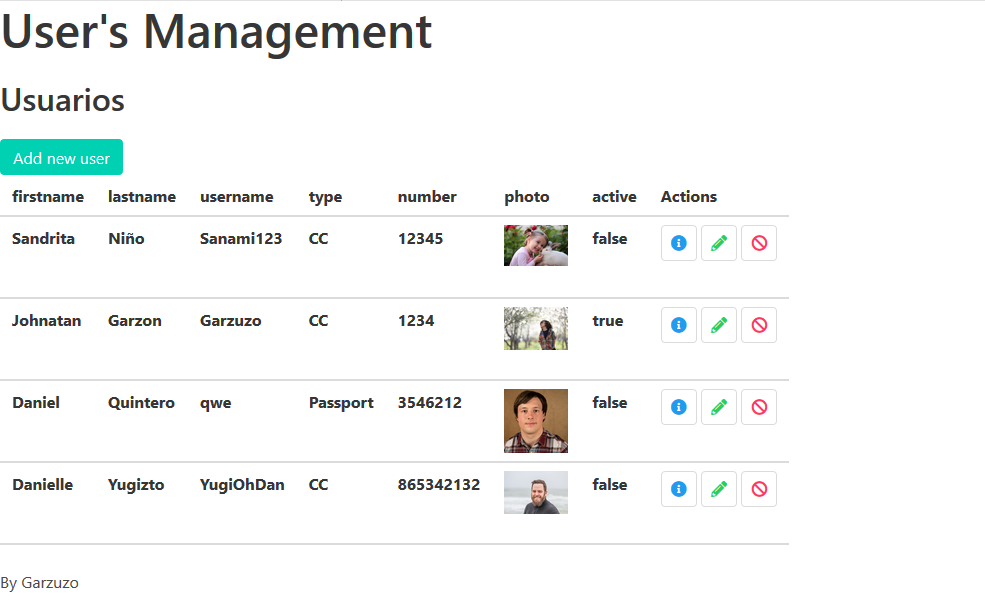 User's Management
Usuarios
Add new user
firstname lastname username type number photo active Actions
Sandrita Niño Sanami123 CC 12345 false
Johnatan Garzon Garzuzo CC 1234 true
Daniel Quintero qwe Passport 3546212 false
Danielle Yugizto YugiOhDan CC 865342132 false
By Garzuzo